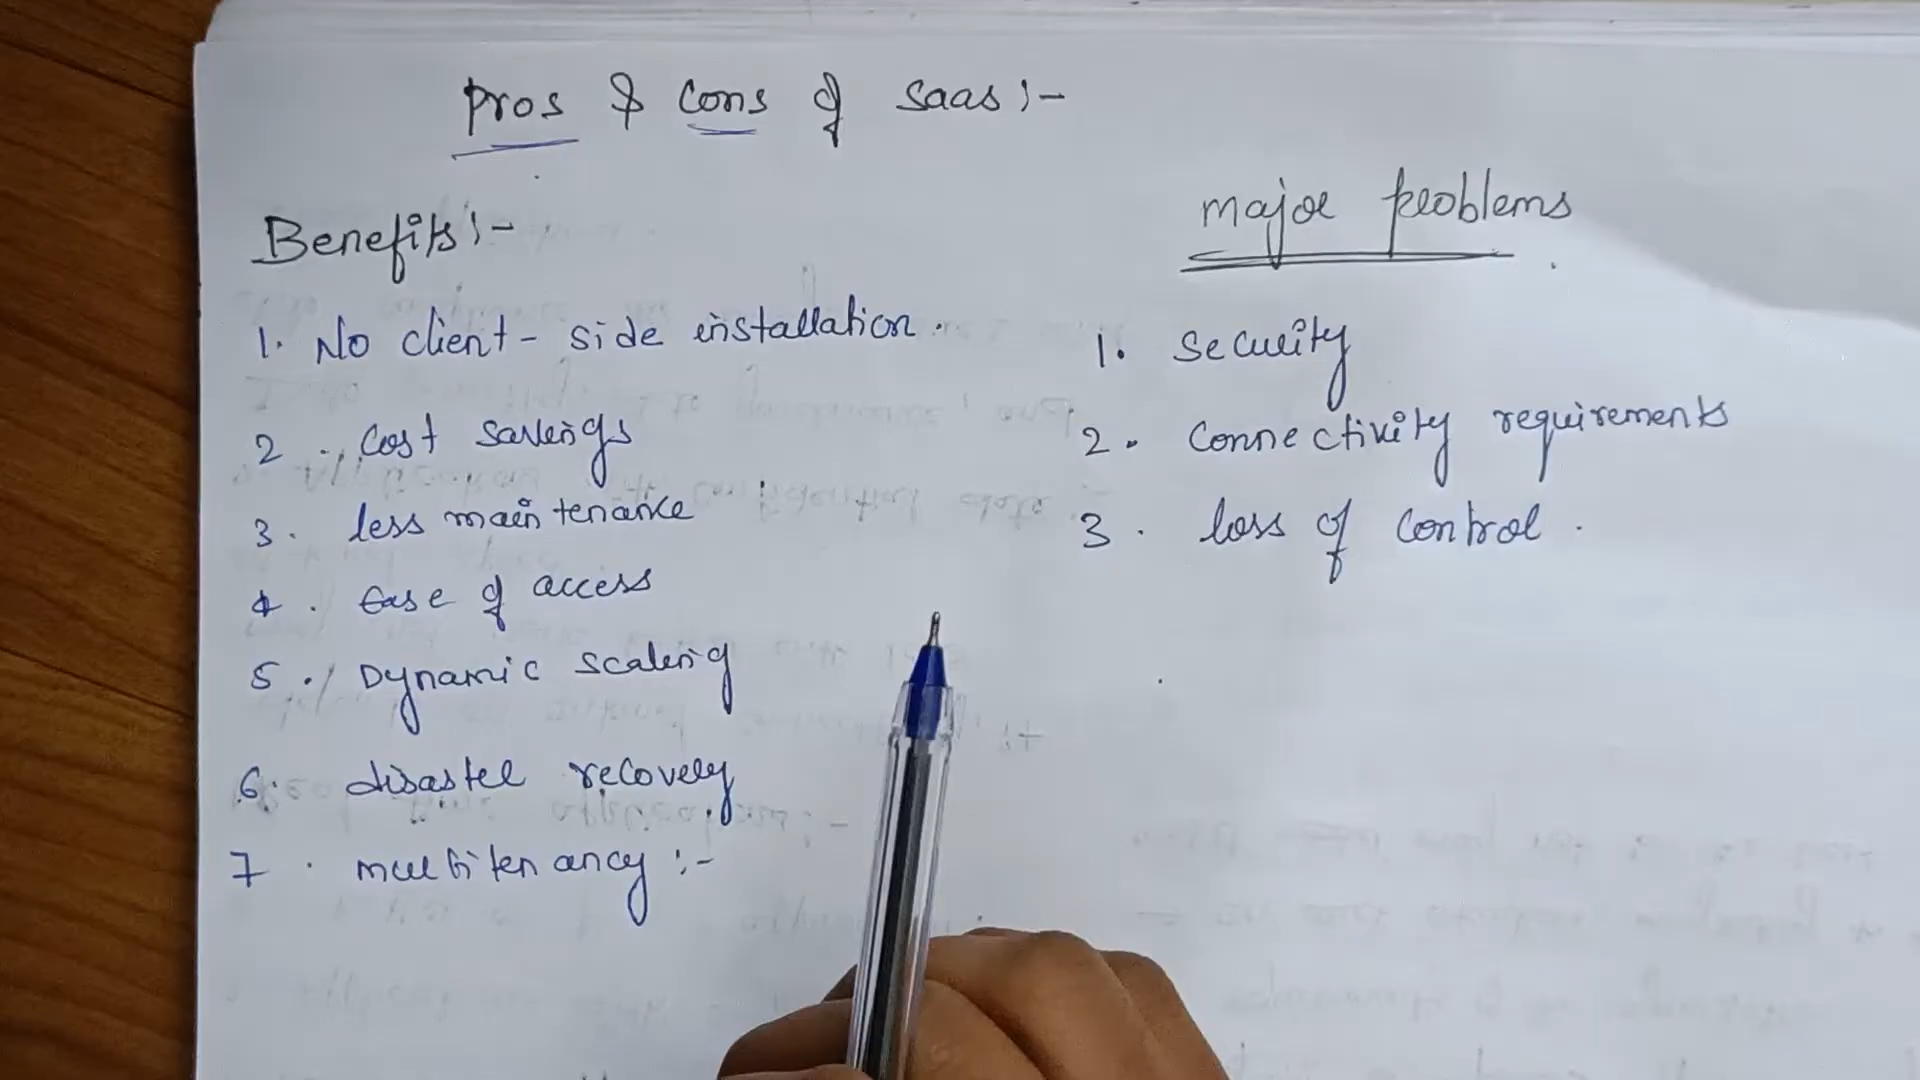 Pros & Cons of saas :-
Benefits :-
1. No client - side installation.
2. Cost savings
3. less maintenance
4. Ease of access
5. Dynamic scaling
6. disaster recovery
7. multitenancy :-
major problems
1. security
2. connectivity requirements
3. loss of control.